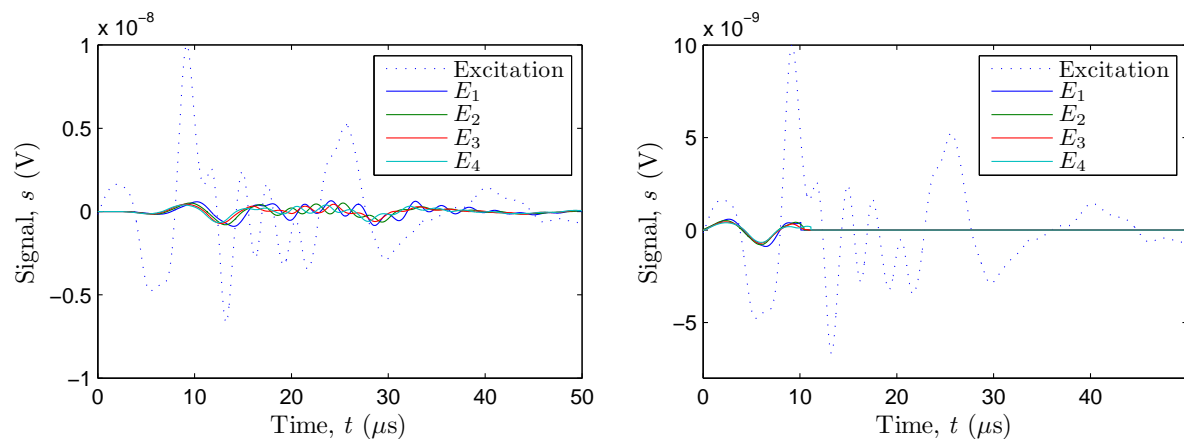 x 10⁻⁸
1
0.5
0
−0.5
−1
Signal, s (V)
0 10 20 30 40 50
Time, t (μs)
Excitation
E₁
E₂
E₃
E₄
x 10⁻⁹
10
5
0
−5
Signal, s (V)
0 10 20 30 40
Time, t (μs)
Excitation
E₁
E₂
E₃
E₄